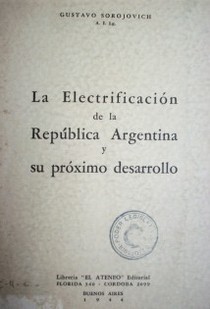 GUSTAVO SOROJOVICH
La Electrificación
de la
República Argentina
y
su próximo desarrollo
Librería "EL ATENEO" Editorial
FLORIDA 340 - CORDOBA 2099
BUENOS AIRES